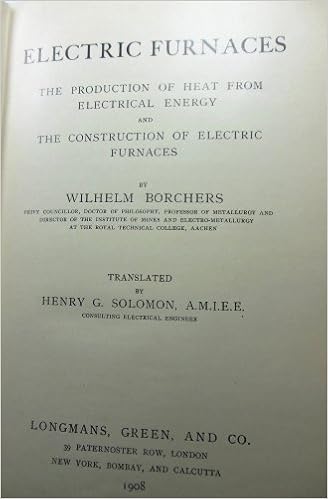 ELECTRIC FURNACES
THE PRODUCTION OF HEAT FROM
ELECTRICAL ENERGY
AND
THE CONSTRUCTION OF ELECTRIC
FURNACES
BY
WILHELM BORCHERS
PRIVY COUNCILLOR, DOCTOR OF PHILOSOPHY, PROFESSOR OF METALLURGY AND
DIRECTOR OF THE INSTITUTE OF MINES AND ELECTRO-METALLURGY
AT THE ROYAL TECHNICAL COLLEGE, AACHEN
TRANSLATED
BY
HENRY G. SOLOMON, A.M.I.E.E.
CONSULTING ELECTRICAL ENGINEER
LONGMANS, GREEN, AND CO.
39 PATERNOSTER ROW, LONDON
NEW YORK, BOMBAY, AND CALCUTTA
1908